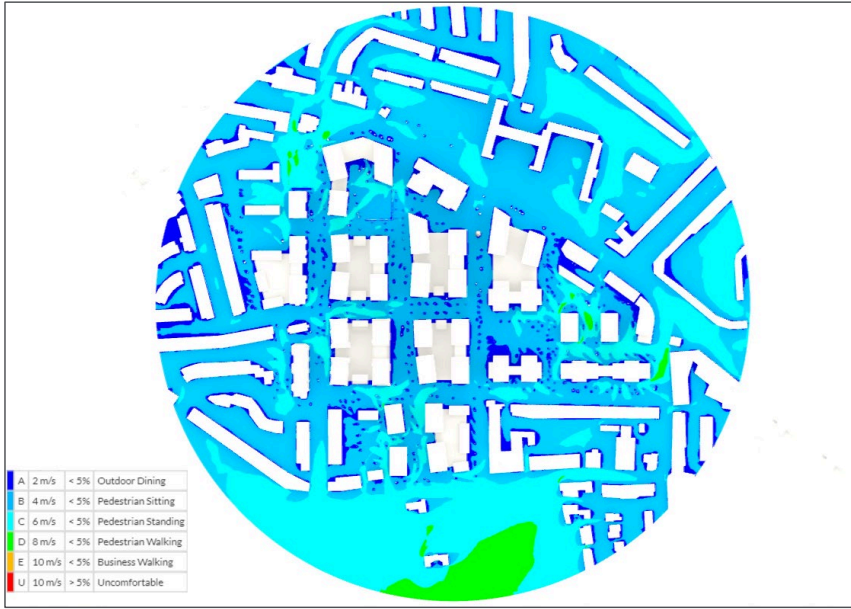 A 2 m/s < 5% Outdoor Dining
B 4 m/s < 5% Pedestrian Sitting
C 6 m/s < 5% Pedestrian Standing
D 8 m/s < 5% Pedestrian Walking
E 10 m/s < 5% Business Walking
U 10 m/s > 5% Uncomfortable